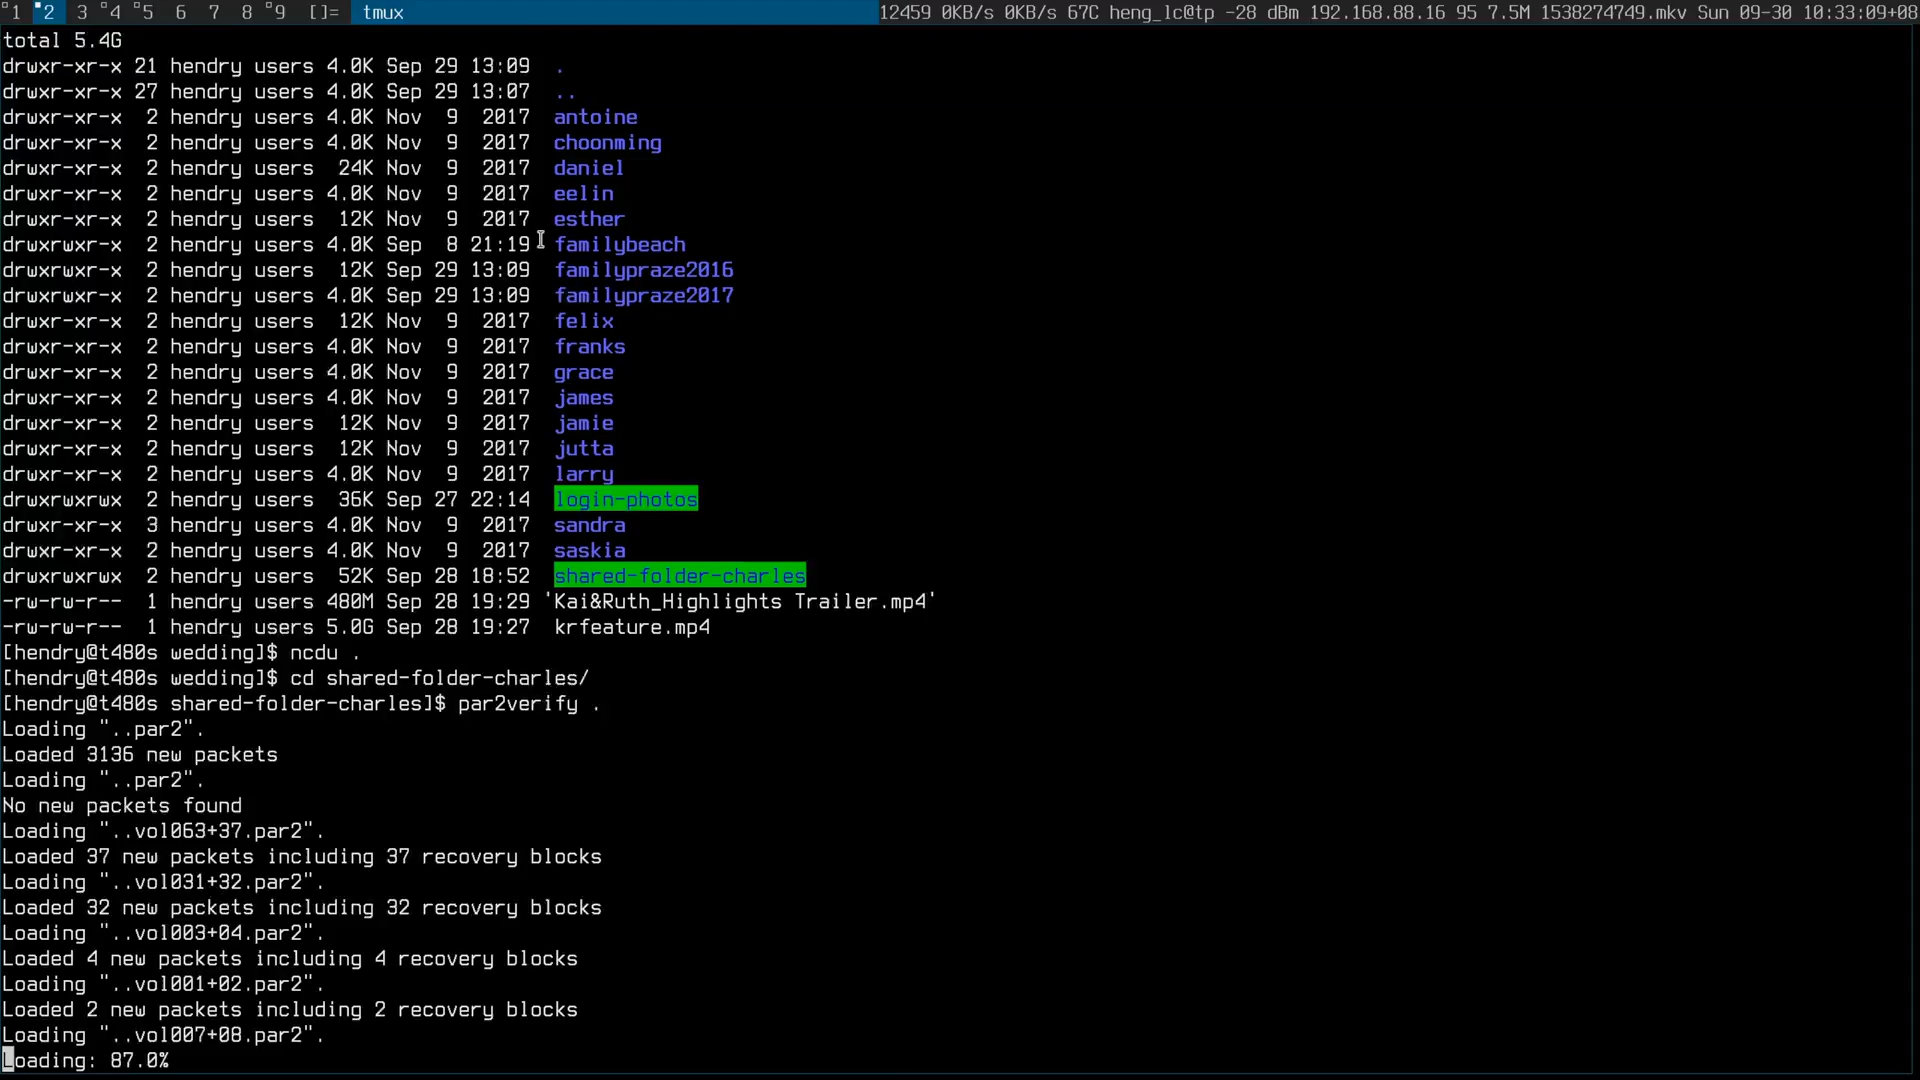 1 2 3 4 5 6 7 8 9 []= tmux 12459 0KB/s 0KB/s 67C heng_lc@tp -28 dBm 192.168.88.16 95 7.5M 1538274749.mkv Sun 09-30 10:33:09+08
total 5.4G
drwxr-xr-x 21 hendry users 4.0K Sep 29 13:09  .
drwxr-xr-x 27 hendry users 4.0K Sep 29 13:07  ..
drwxr-xr-x  2 hendry users 4.0K Nov  9  2017  antoine
drwxr-xr-x  2 hendry users 4.0K Nov  9  2017  choonming
drwxr-xr-x  2 hendry users  24K Nov  9  2017  daniel
drwxr-xr-x  2 hendry users 4.0K Nov  9  2017  eelin
drwxr-xr-x  2 hendry users  12K Nov  9  2017  esther
drwxrwxr-x  2 hendry users 4.0K Sep  8 21:19  familybeach
drwxrwxr-x  2 hendry users  12K Sep 29 13:09  familypraze2016
drwxrwxr-x  2 hendry users 4.0K Sep 29 13:09  familypraze2017
drwxr-xr-x  2 hendry users  12K Nov  9  2017  felix
drwxr-xr-x  2 hendry users 4.0K Nov  9  2017  franks
drwxr-xr-x  2 hendry users 4.0K Nov  9  2017  grace
drwxr-xr-x  2 hendry users 4.0K Nov  9  2017  james
drwxr-xr-x  2 hendry users  12K Nov  9  2017  jamie
drwxr-xr-x  2 hendry users  12K Nov  9  2017  jutta
drwxr-xr-x  2 hendry users 4.0K Nov  9  2017  larry
drwxrwxrwx  2 hendry users  36K Sep 27 22:14  login-photos
drwxr-xr-x  3 hendry users 4.0K Nov  9  2017  sandra
drwxr-xr-x  2 hendry users 4.0K Nov  9  2017  saskia
drwxrwxrwx  2 hendry users  52K Sep 28 18:52  shared-folder-charles
-rw-rw-r--  1 hendry users 480M Sep 28 19:29 'Kai&Ruth_Highlights Trailer.mp4'
-rw-rw-r--  1 hendry users 5.0G Sep 28 19:27  krfeature.mp4
[hendry@t480s wedding]$ ncdu .
[hendry@t480s wedding]$ cd shared-folder-charles/
[hendry@t480s shared-folder-charles]$ par2verify .
Loading "..par2".
Loaded 3136 new packets
Loading "..par2".
No new packets found
Loading "..vol063+37.par2".
Loaded 37 new packets including 37 recovery blocks
Loading "..vol031+32.par2".
Loaded 32 new packets including 32 recovery blocks
Loading "..vol003+04.par2".
Loaded 4 new packets including 4 recovery blocks
Loading "..vol001+02.par2".
Loaded 2 new packets including 2 recovery blocks
Loading "..vol007+08.par2".
Loading: 87.0%